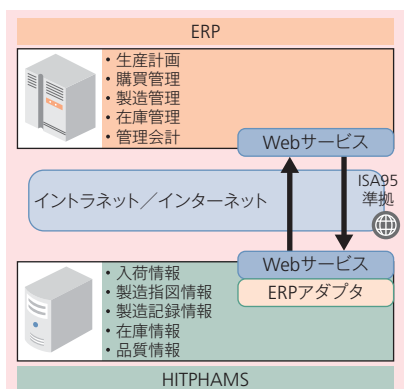 ERP
・生産計画
・購買管理
・製造管理
・在庫管理
・管理会計
Webサービス
イントラネット／インターネット
ISA95
準拠
Webサービス
ERPアダプタ
・入荷情報
・製造指図情報
・製造記録情報
・在庫情報
・品質情報
HITPHAMS